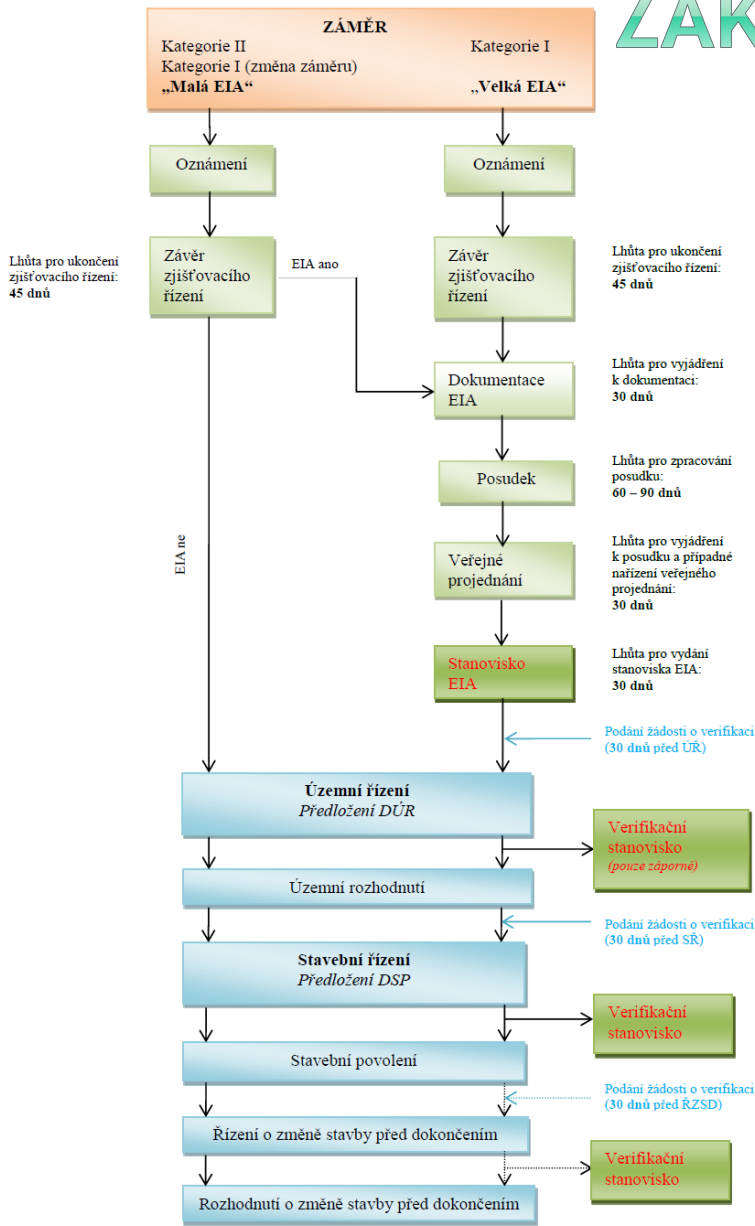 ZÁMĚR
Kategorie II
Kategorie I (změna záměru)
„Malá EIA“
Kategorie I
„Velká EIA“
Oznámení
Oznámení
Lhůta pro ukončení
zjišťovacího řízení:
45 dnů
Závěr
zjišťovacího
řízení
EIA ano
Závěr
zjišťovacího
řízení
Lhůta pro ukončení
zjišťovacího řízení:
45 dnů
Dokumentace
EIA
Lhůta pro vyjádření
k dokumentaci:
30 dnů
Posudek
Lhůta pro zpracování
posudku:
60 – 90 dnů
EIA ne
Veřejné
projednání
Lhůta pro vyjádření
k posudku a případné
nařízení veřejného
projednání:
30 dnů
Stanovisko
EIA
Lhůta pro vydání
stanoviska EIA:
30 dnů
Podání žádosti o verifikaci
(30 dnů před ÚŘ)
Územní řízení
Předložení DÚR
Verifikační
stanovisko
(pouze záporné)
Územní rozhodnutí
Podání žádosti o verifikaci
(30 dnů před SŘ)
Stavební řízení
Předložení DSP
Verifikační
stanovisko
Stavební povolení
Podání žádosti o verifikaci
(30 dnů před ŘZSD)
Řízení o změně stavby před dokončením
Verifikační
stanovisko
Rozhodnutí o změně stavby před dokončením